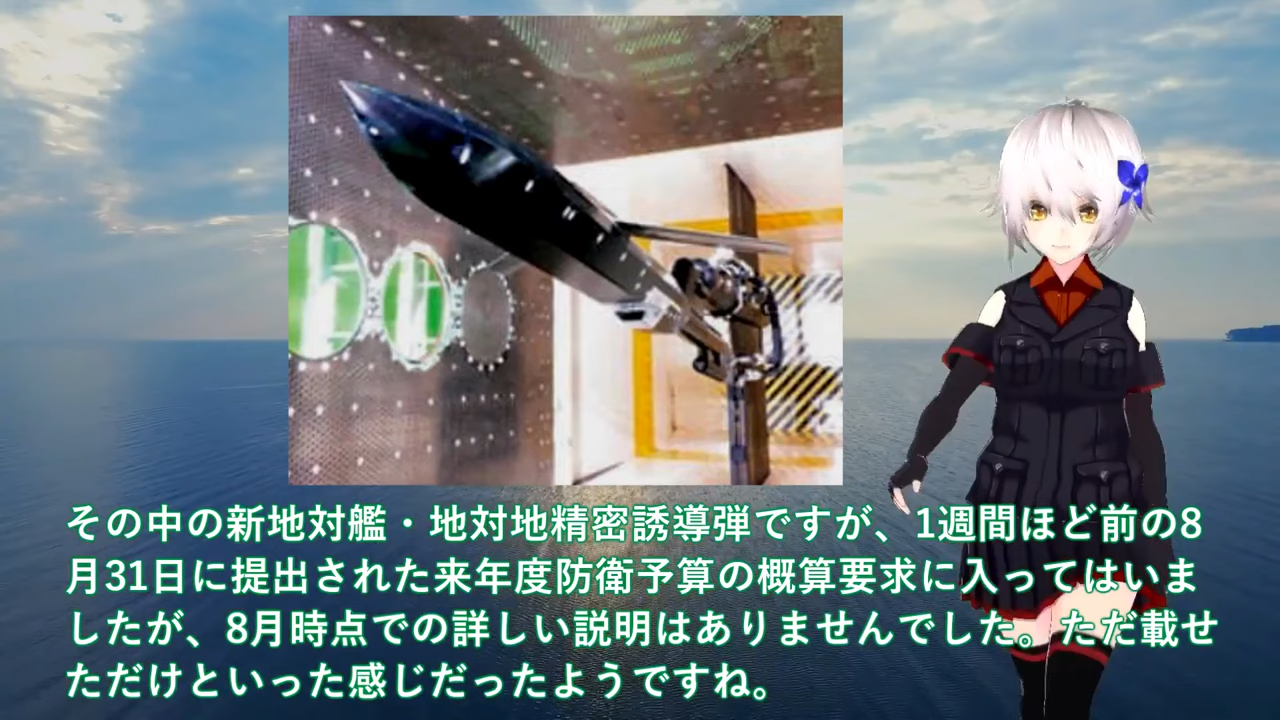 その中の新地対艦・地対地精密誘導弾ですが、1週間ほど前の8
月31日に提出された来年度防衛予算の概算要求に入ってはいま
したが、8月時点での詳しい説明はありませんでした。ただ載せ
ただけといった感じだったようですね。